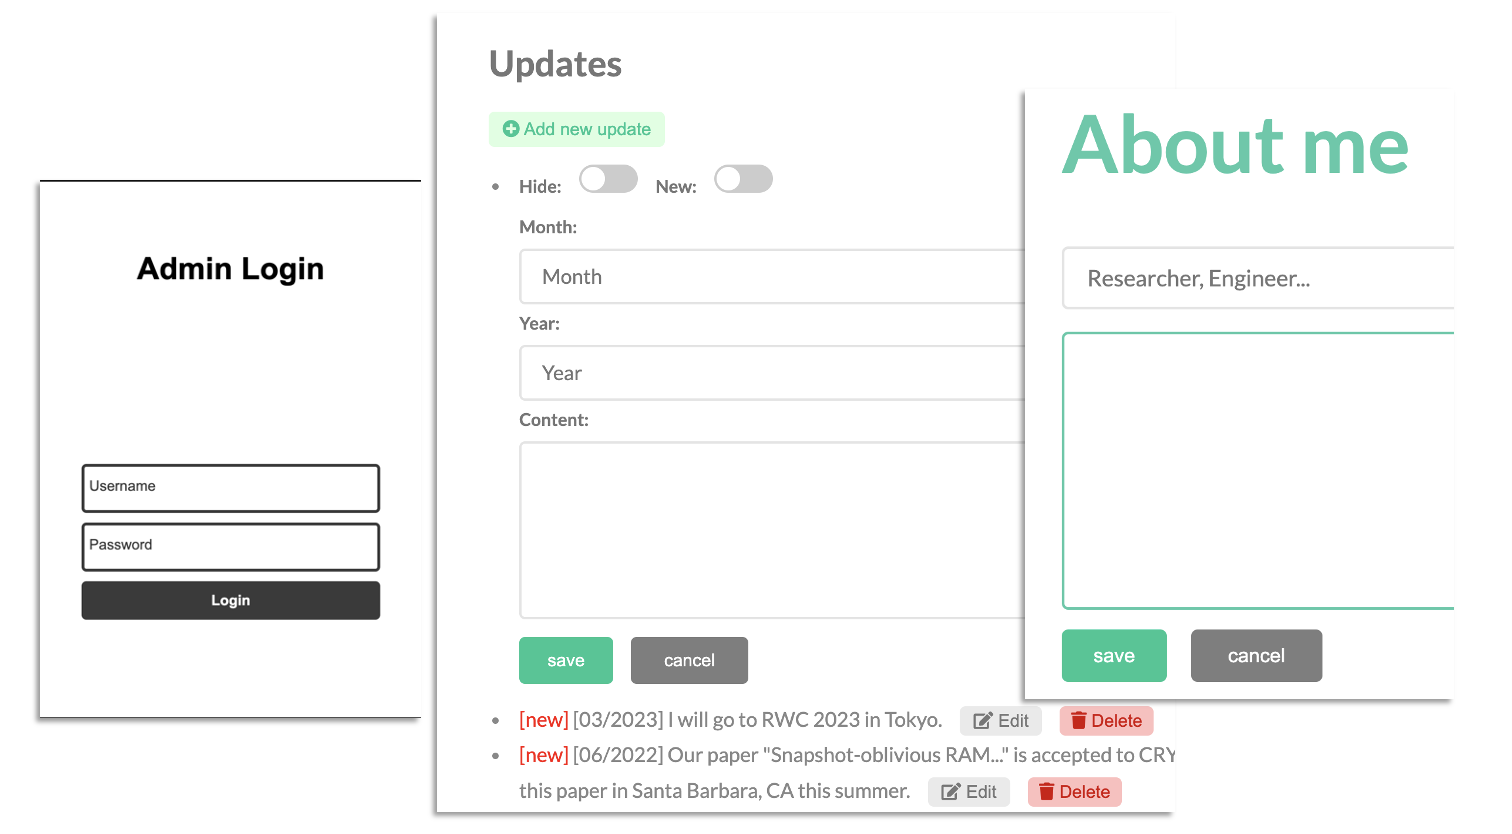 Admin Login
Username
Password
Login
Updates
Add new update
Hide: New:
Month:
Month
Year:
Year
Content:
save cancel
[new] [03/2023] I will go to RWC 2023 in Tokyo. Edit Delete
[new] [06/2022] Our paper "Snapshot-oblivious RAM..." is accepted to CRY
this paper in Santa Barbara, CA this summer. Edit Delete
About me
Researcher, Engineer...
save cancel